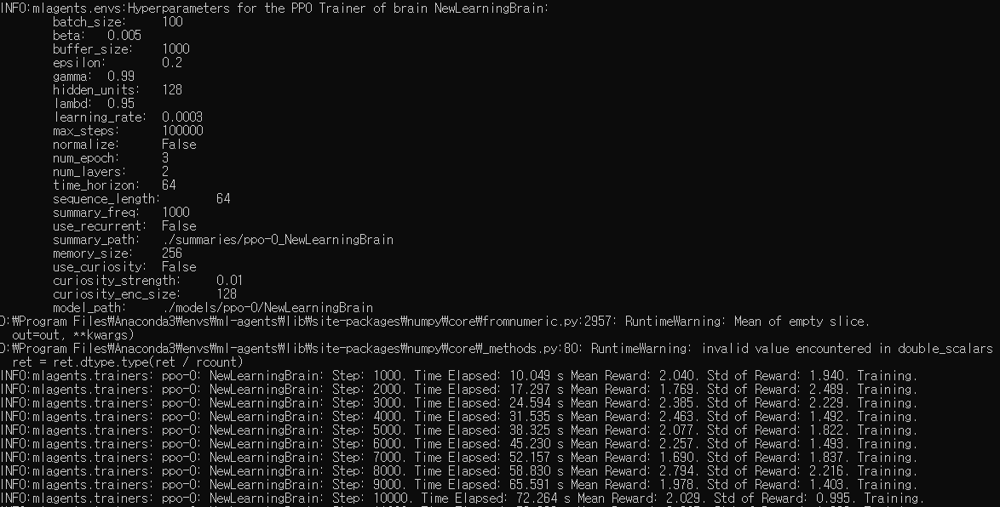 INFO:mlagents.envs:Hyperparameters for the PPO Trainer of brain NewLearningBrain:
batch_size: 100
beta: 0.005
buffer_size: 1000
epsilon: 0.2
gamma: 0.99
hidden_units: 128
lambd: 0.95
learning_rate: 0.0003
max_steps: 100000
normalize: False
num_epoch: 3
num_layers: 2
time_horizon: 64
sequence_length: 64
summary_freq: 1000
use_recurrent: False
summary_path: ./summaries/ppo-0_NewLearningBrain
memory_size: 256
use_curiosity: False
curiosity_strength: 0.01
curiosity_enc_size: 128
model_path: ./models/ppo-0/NewLearningBrain
D:₩Program Files₩Anaconda3₩envs₩ml-agents₩lib₩site-packages₩numpy₩core₩fromnumeric.py:2957: RuntimeWarning: Mean of empty slice.
out=out, **kwargs)
D:₩Program Files₩Anaconda3₩envs₩ml-agents₩lib₩site-packages₩numpy₩core₩_methods.py:80: RuntimeWarning: invalid value encountered in double_scalars
ret = ret.dtype.type(ret / rcount)
INFO:mlagents.trainers: ppo-0: NewLearningBrain: Step: 1000. Time Elapsed: 10.049 s Mean Reward: 2.040. Std of Reward: 1.940. Training.
INFO:mlagents.trainers: ppo-0: NewLearningBrain: Step: 2000. Time Elapsed: 17.297 s Mean Reward: 1.769. Std of Reward: 2.489. Training.
INFO:mlagents.trainers: ppo-0: NewLearningBrain: Step: 3000. Time Elapsed: 24.594 s Mean Reward: 2.385. Std of Reward: 2.229. Training.
INFO:mlagents.trainers: ppo-0: NewLearningBrain: Step: 4000. Time Elapsed: 31.535 s Mean Reward: 2.463. Std of Reward: 1.492. Training.
INFO:mlagents.trainers: ppo-0: NewLearningBrain: Step: 5000. Time Elapsed: 38.325 s Mean Reward: 2.077. Std of Reward: 1.822. Training.
INFO:mlagents.trainers: ppo-0: NewLearningBrain: Step: 6000. Time Elapsed: 45.230 s Mean Reward: 2.257. Std of Reward: 1.493. Training.
INFO:mlagents.trainers: ppo-0: NewLearningBrain: Step: 7000. Time Elapsed: 52.157 s Mean Reward: 1.690. Std of Reward: 1.837. Training.
INFO:mlagents.trainers: ppo-0: NewLearningBrain: Step: 8000. Time Elapsed: 58.830 s Mean Reward: 2.794. Std of Reward: 2.216. Training.
INFO:mlagents.trainers: ppo-0: NewLearningBrain: Step: 9000. Time Elapsed: 65.591 s Mean Reward: 1.978. Std of Reward: 1.403. Training.
INFO:mlagents.trainers: ppo-0: NewLearningBrain: Step: 10000. Time Elapsed: 72.264 s Mean Reward: 2.029. Std of Reward: 0.995. Training.